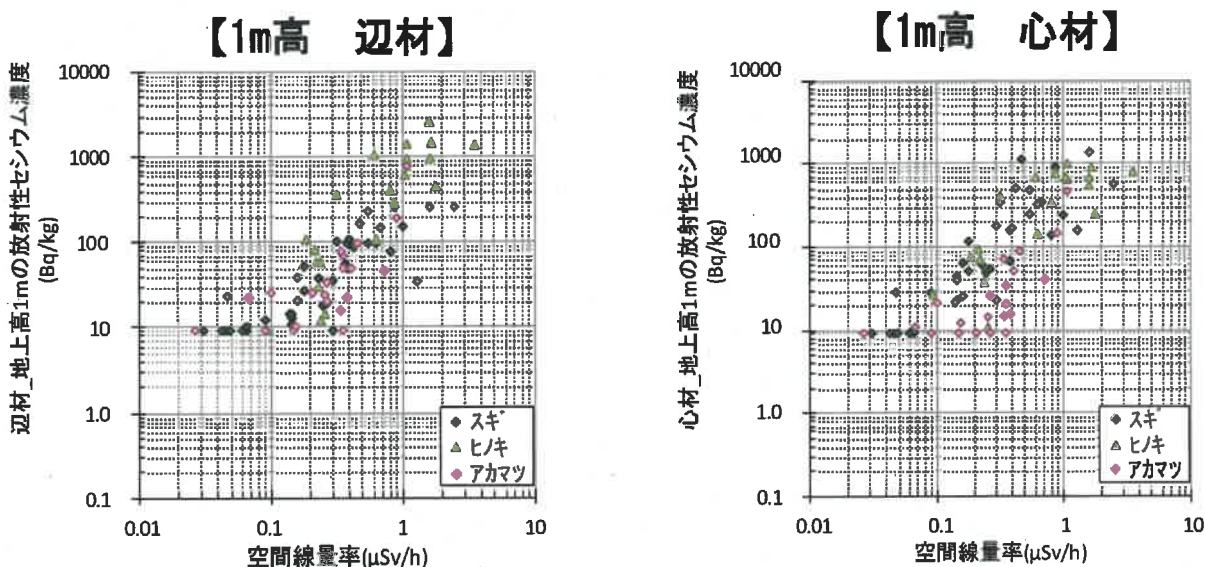 【1m高 辺材】
辺材_地上高1mの放射性セシウム濃度
(Bq/kg)
10000
1000
100
10
1.0
0.1
0.01
0.1
1
10
空間線量率(μSv/h)
スギ
ヒノキ
アカマツ
【1m高 心材】
心材_地上高1mの放射性セシウム濃度
(Bq/kg)
10000
1000
100
10
1.0
0.1
0.01
0.1
1
10
空間線量率(μSv/h)
スギ
ヒノキ
アカマツ